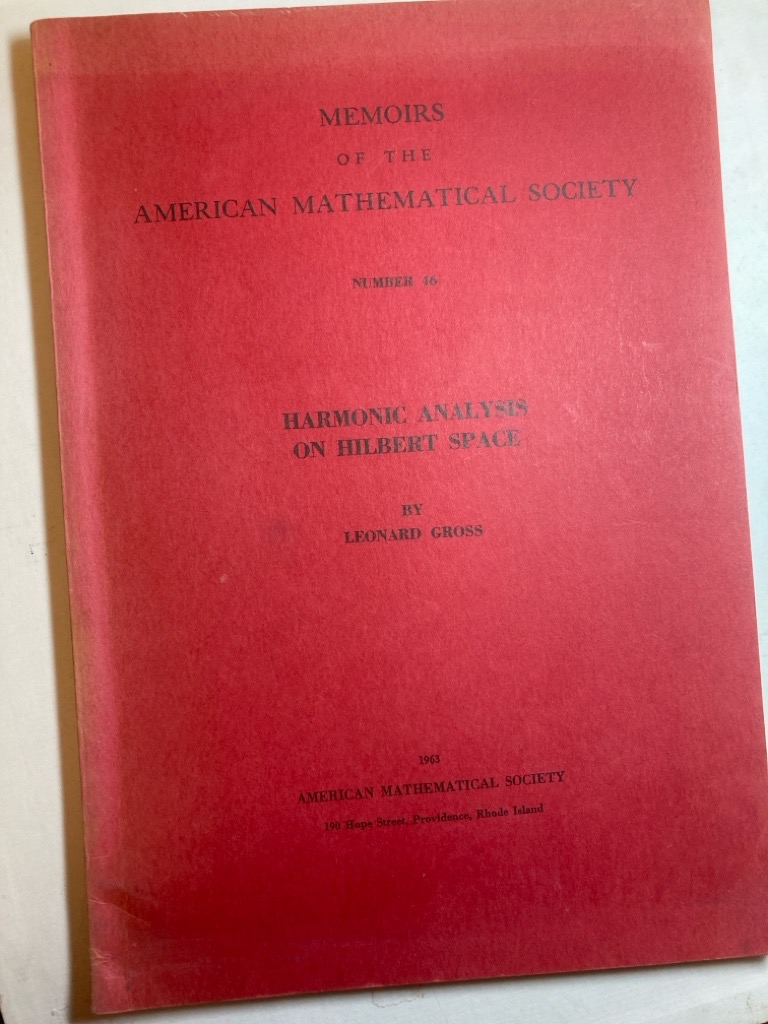 MEMOIRS
OF THE
AMERICAN MATHEMATICAL SOCIETY
NUMBER 46
HARMONIC ANALYSIS
ON HILBERT SPACE
BY
LEONARD GROSS
1963
AMERICAN MATHEMATICAL SOCIETY
190 Hope Street, Providence, Rhode Island